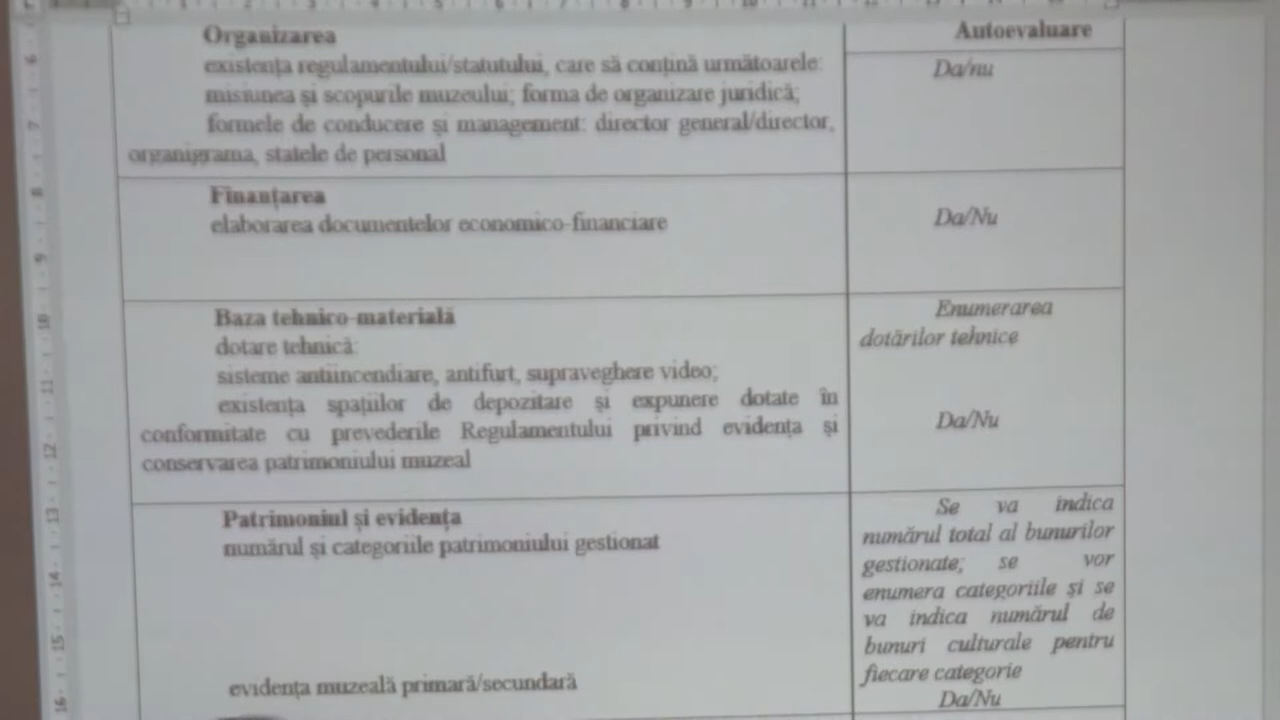 Organizarea
existența regulamentului/statutului, care să conțină următoarele:
misiunea și scopurile muzeului; forma de organizare juridică;
formele de conducere și management: director general/director,
organigrama, statele de personal
Autoevaluare
Da/nu
Finanțarea
elaborarea documentelor economico-financiare
Da/Nu
Baza tehnico-materială
dotare tehnică:
sisteme antiincendiare, antifurt, supraveghere video;
existența spațiilor de depozitare și expunere dotate în
conformitate cu prevederile Regulamentului privind evidența și
conservarea patrimoniului muzeal
Enumerarea
dotărilor tehnice
Da/Nu
Patrimoniul și evidența
numărul și categoriile patrimoniului gestionat
evidența muzeală primară/secundară
Se va indica
numărul total al bunurilor
gestionate; se vor
enumera categoriile și se
va indica numărul de
bunuri culturale pentru
fiecare categorie
Da/Nu